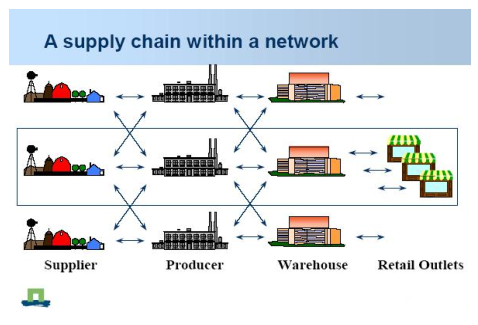 A supply chain within a network
Supplier Producer Warehouse Retail Outlets